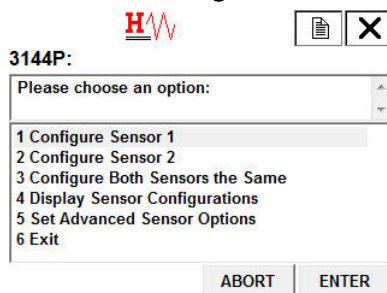 H
3144P:
Please choose an option:
1 Configure Sensor 1
2 Configure Sensor 2
3 Configure Both Sensors the Same
4 Display Sensor Configurations
5 Set Advanced Sensor Options
6 Exit
ABORT ENTER